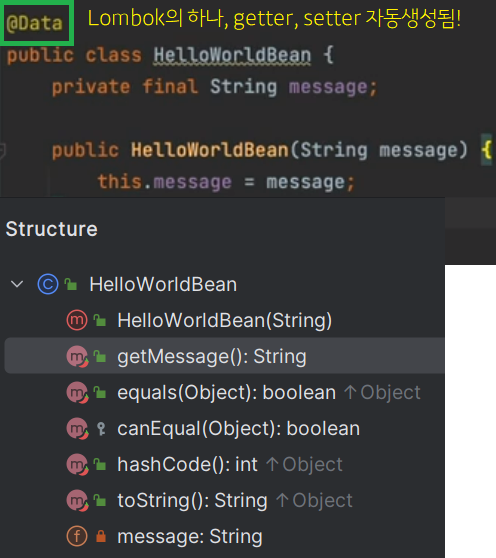 @Data Lombok의 하나, getter, setter 자동생성됨!
public class HelloWorldBean {
private final String message;
public HelloWorldBean(String message) {
this.message = message;
Structure
HelloWorldBean
HelloWorldBean(String)
getMessage(): String
equals(Object): boolean ↑Object
canEqual(Object): boolean
hashCode(): int ↑Object
toString(): String ↑Object
message: String